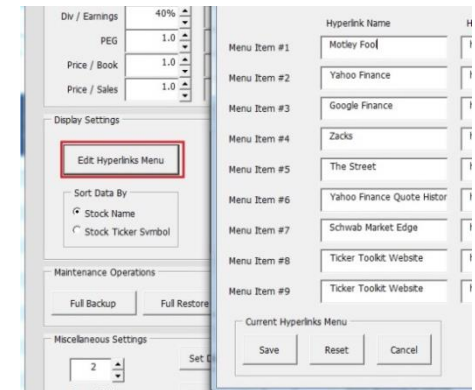 Div / Earnings 40%
PEG 1.0
Price / Book 1.0
Price / Sales 1.0
Display Settings
Edit Hyperlinks Menu
Sort Data By
Stock Name
Stock Ticker Symbol
Maintenance Operations
Full Backup Full Restore
Miscellaneous Settings
2 Set
Hyperlink Name
Menu Item #1 Motley Fool
Menu Item #2 Yahoo Finance
Menu Item #3 Google Finance
Menu Item #4 Zacks
Menu Item #5 The Street
Menu Item #6 Yahoo Finance Quote Histor
Menu Item #7 Schwab Market Edge
Menu Item #8 Ticker Toolkit Website
Menu Item #9 Ticker Toolkit Website
Current Hyperlinks Menu
Save Reset Cancel